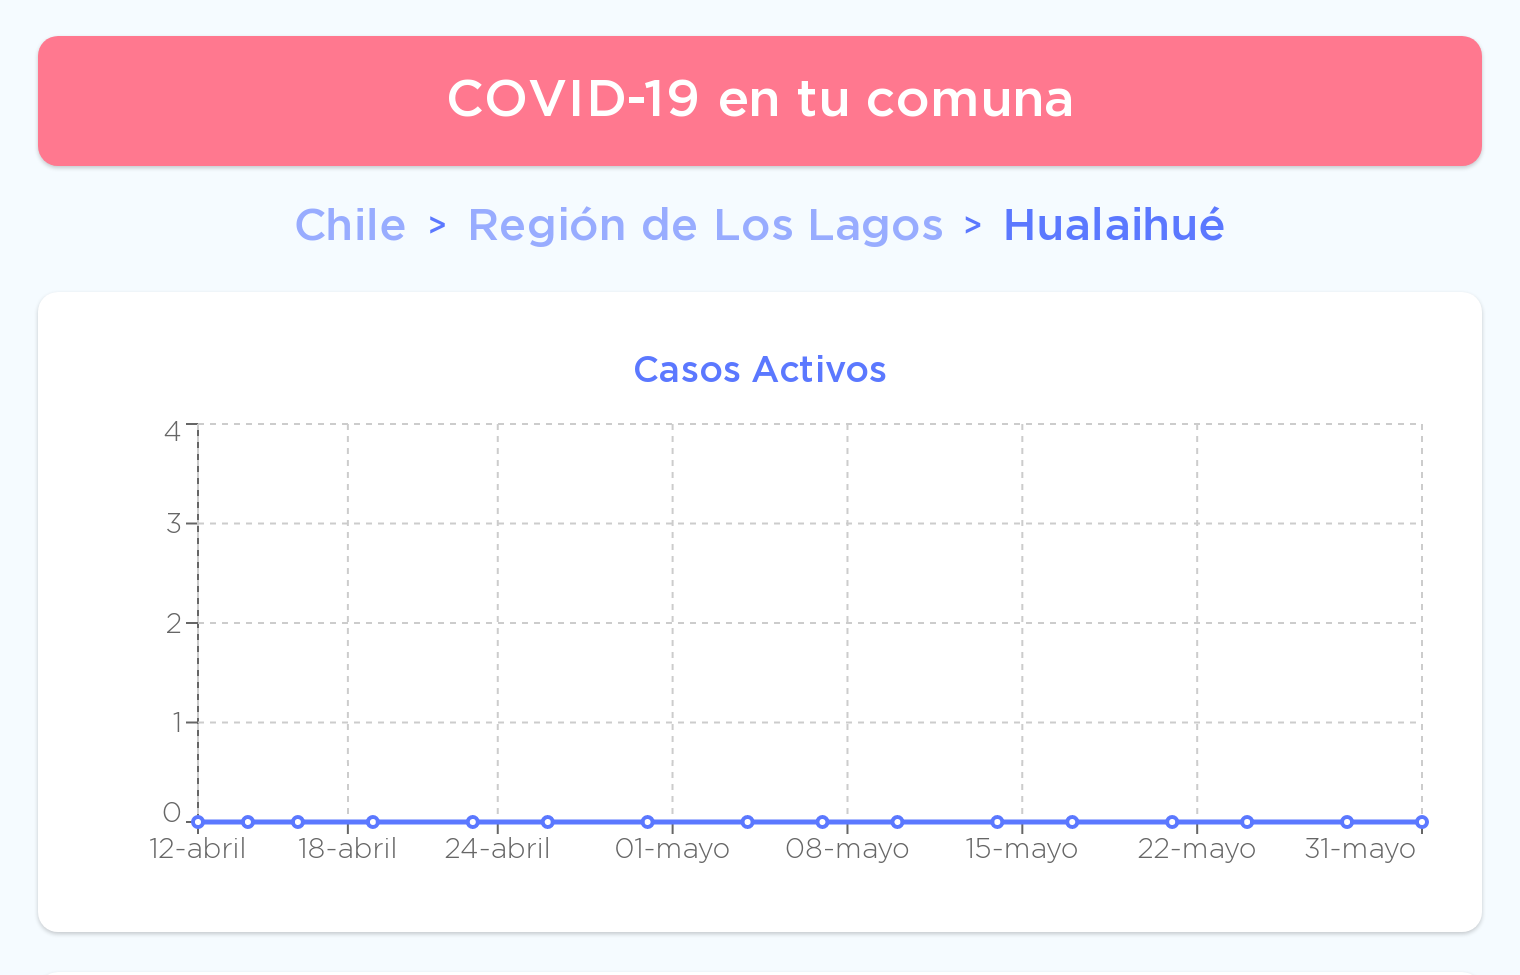 COVID-19 en tu comuna
Chile > Región de Los Lagos > Hualaihué
Casos Activos
4
3
2
1
0
12-abril 18-abril 24-abril 01-mayo 08-mayo 15-mayo 22-mayo 31-mayo